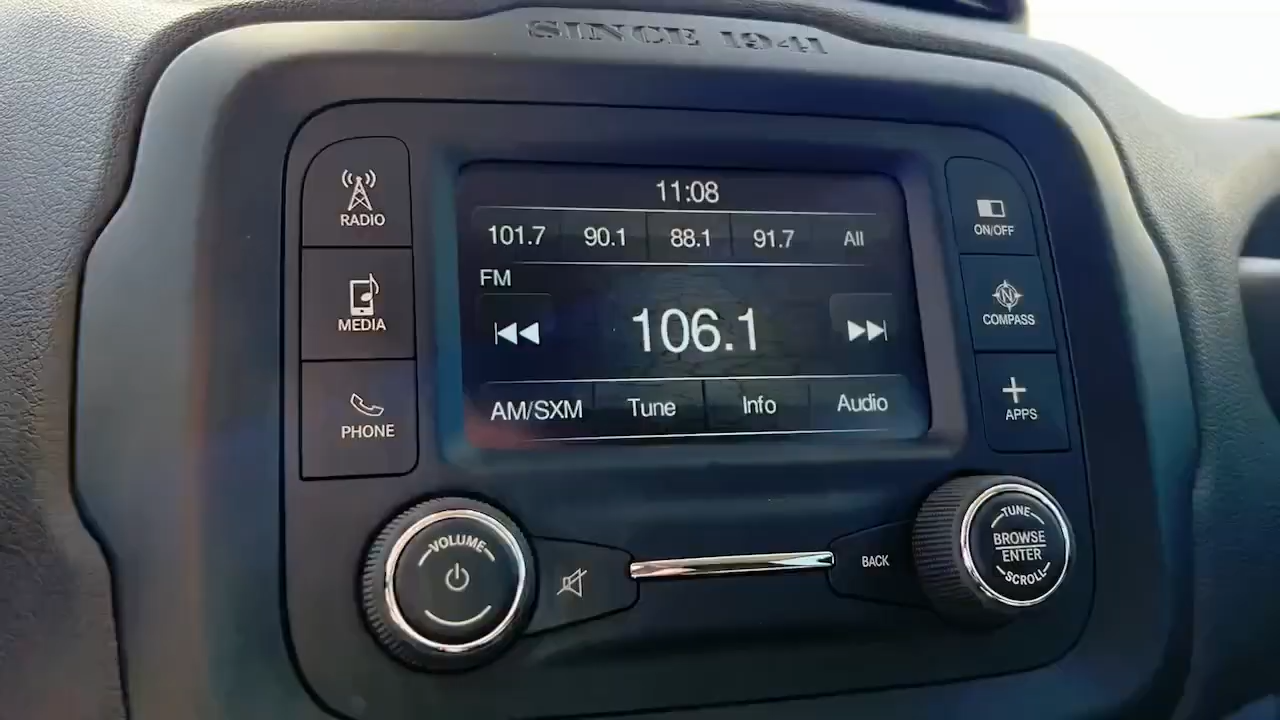 SINCE 1941
RADIO
MEDIA
PHONE
11:08
101.7 90.1 88.1 91.7 All
FM
106.1
AM/SXM Tune Info Audio
ON/OFF
N
COMPASS
APPS
VOLUME
BACK
TUNE
BROWSE
ENTER
SCROLL